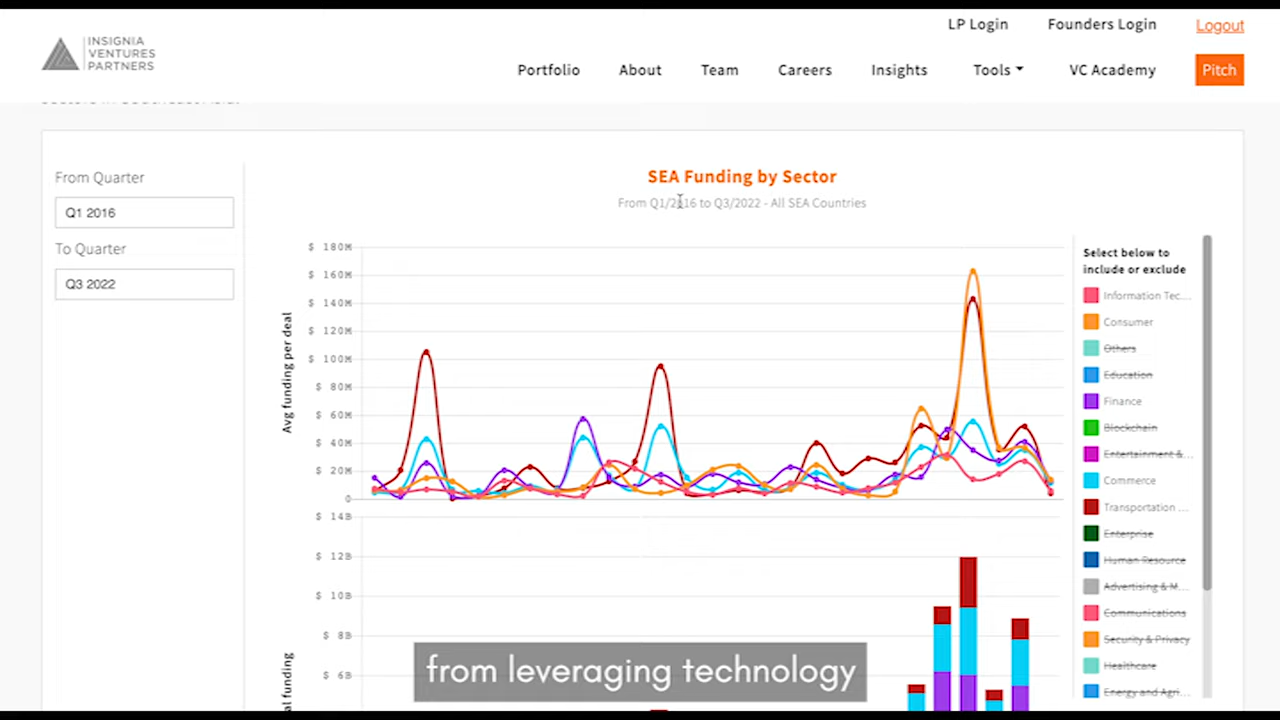 LP Login Founders Login Logout
INSIGNIA
VENTURES
PARTNERS
Portfolio About Team Careers Insights Tools VC Academy Pitch
From Quarter
Q1 2016
To Quarter
Q3 2022
SEA Funding by Sector
From Q1/2016 to Q3/2022 - All SEA Countries
Avg funding per deal
$ 180M
$ 160M
$ 140M
$ 120M
$ 100M
$ 80M
$ 60M
$ 40M
$ 20M
0
$ 14B
$ 12B
$ 10B
$ 8B
$ 6B
al funding
Select below to
include or exclude
Information Tec...
Consumer
Others
Education
Finance
Blockchain
Entertainment &...
Commerce
Transportation ...
Enterprise
Human Resource
Advertising & M...
Communications
Security & Privacy
Healthcare
Energy and Agri...
from leveraging technology